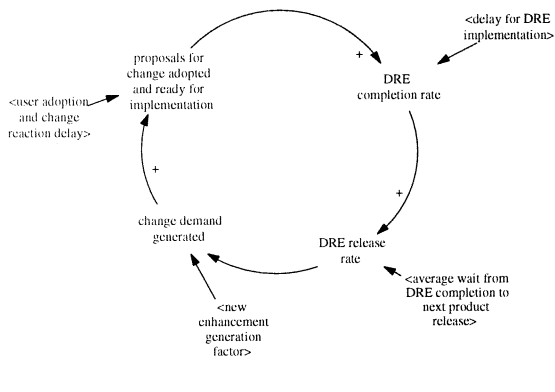 proposals for
change adopted
and ready for
implementation
+
<delay for DRE
implementation>
DRE
completion rate
<user adoption
and change
reaction delay>
+
+
change demand
generated
DRE release
rate
<average wait from
DRE completion to
next product
release>
<new
enhancement
generation
factor>